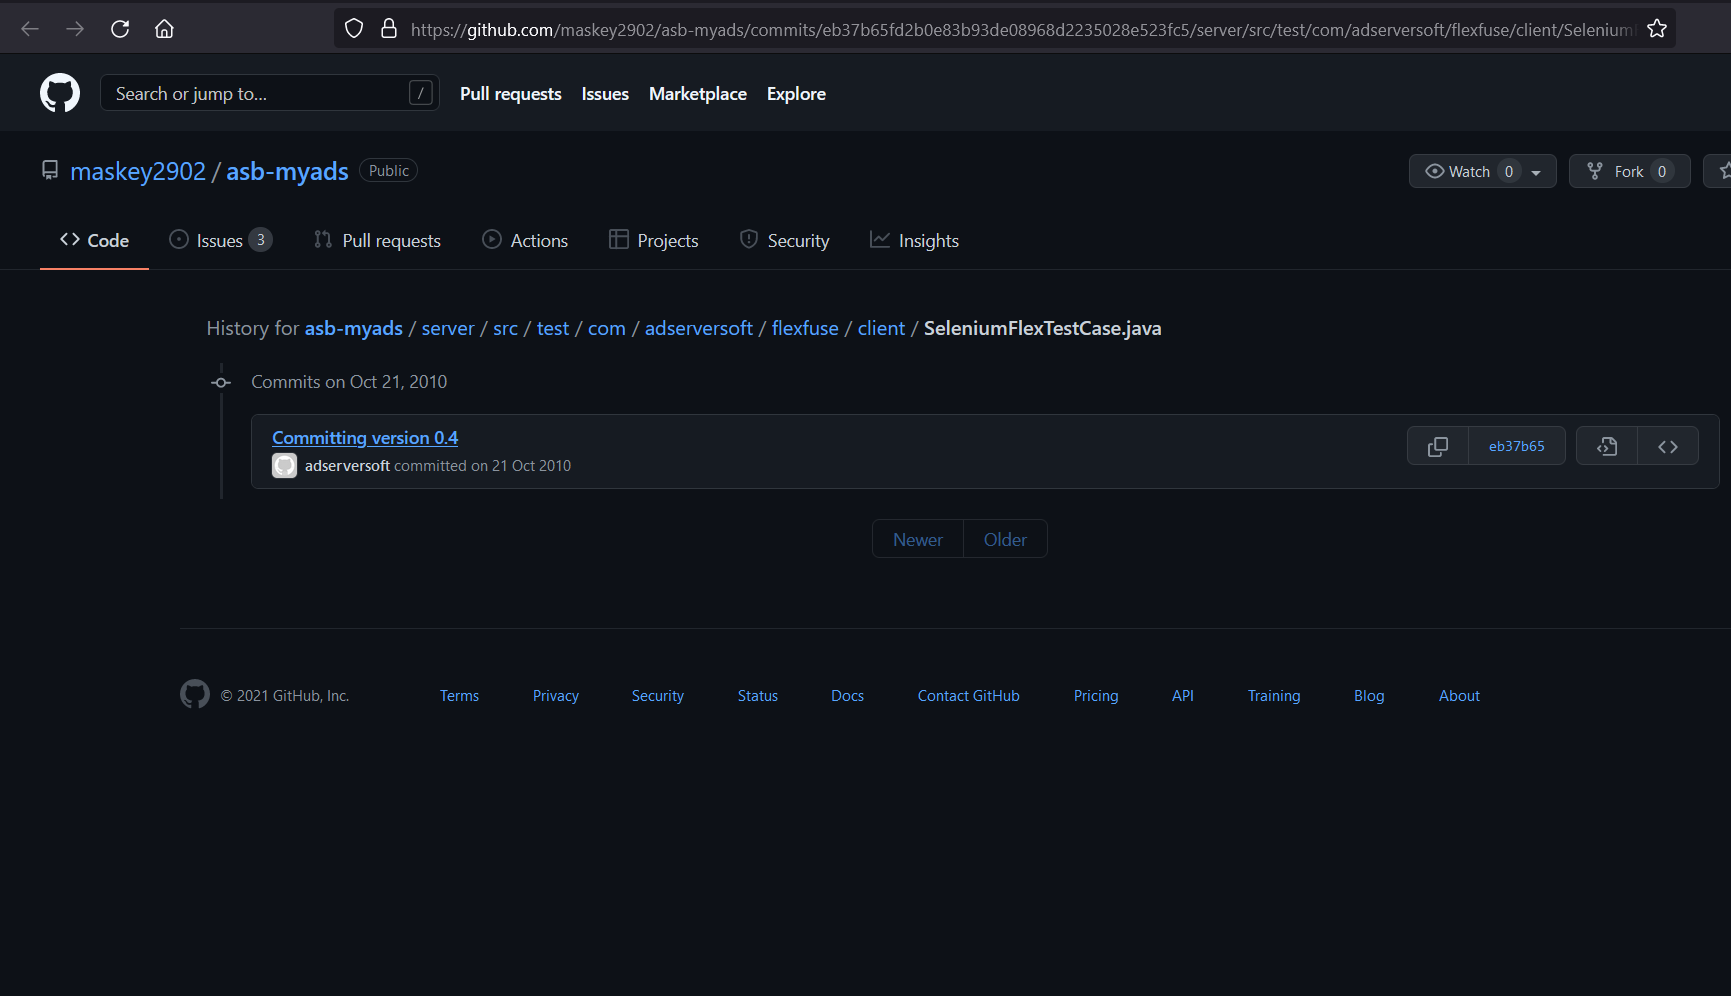 https://github.com/maskey2902/asb-myads/commits/eb37b65fd2b0e83b93de08968d2235028e523fc5/server/src/test/com/adserversoft/flexfuse/client/Selenium
Search or jump to... /
Pull requests Issues Marketplace Explore
maskey2902 / asb-myads Public
Watch 0 Fork 0
Code Issues 3 Pull requests Actions Projects Security Insights
History for asb-myads / server / src / test / com / adserversoft / flexfuse / client / SeleniumFlexTestCase.java
Commits on Oct 21, 2010
Committing version 0.4
eb37b65
adserversoft committed on 21 Oct 2010
Newer Older
© 2021 GitHub, Inc. Terms Privacy Security Status Docs Contact GitHub Pricing API Training Blog About